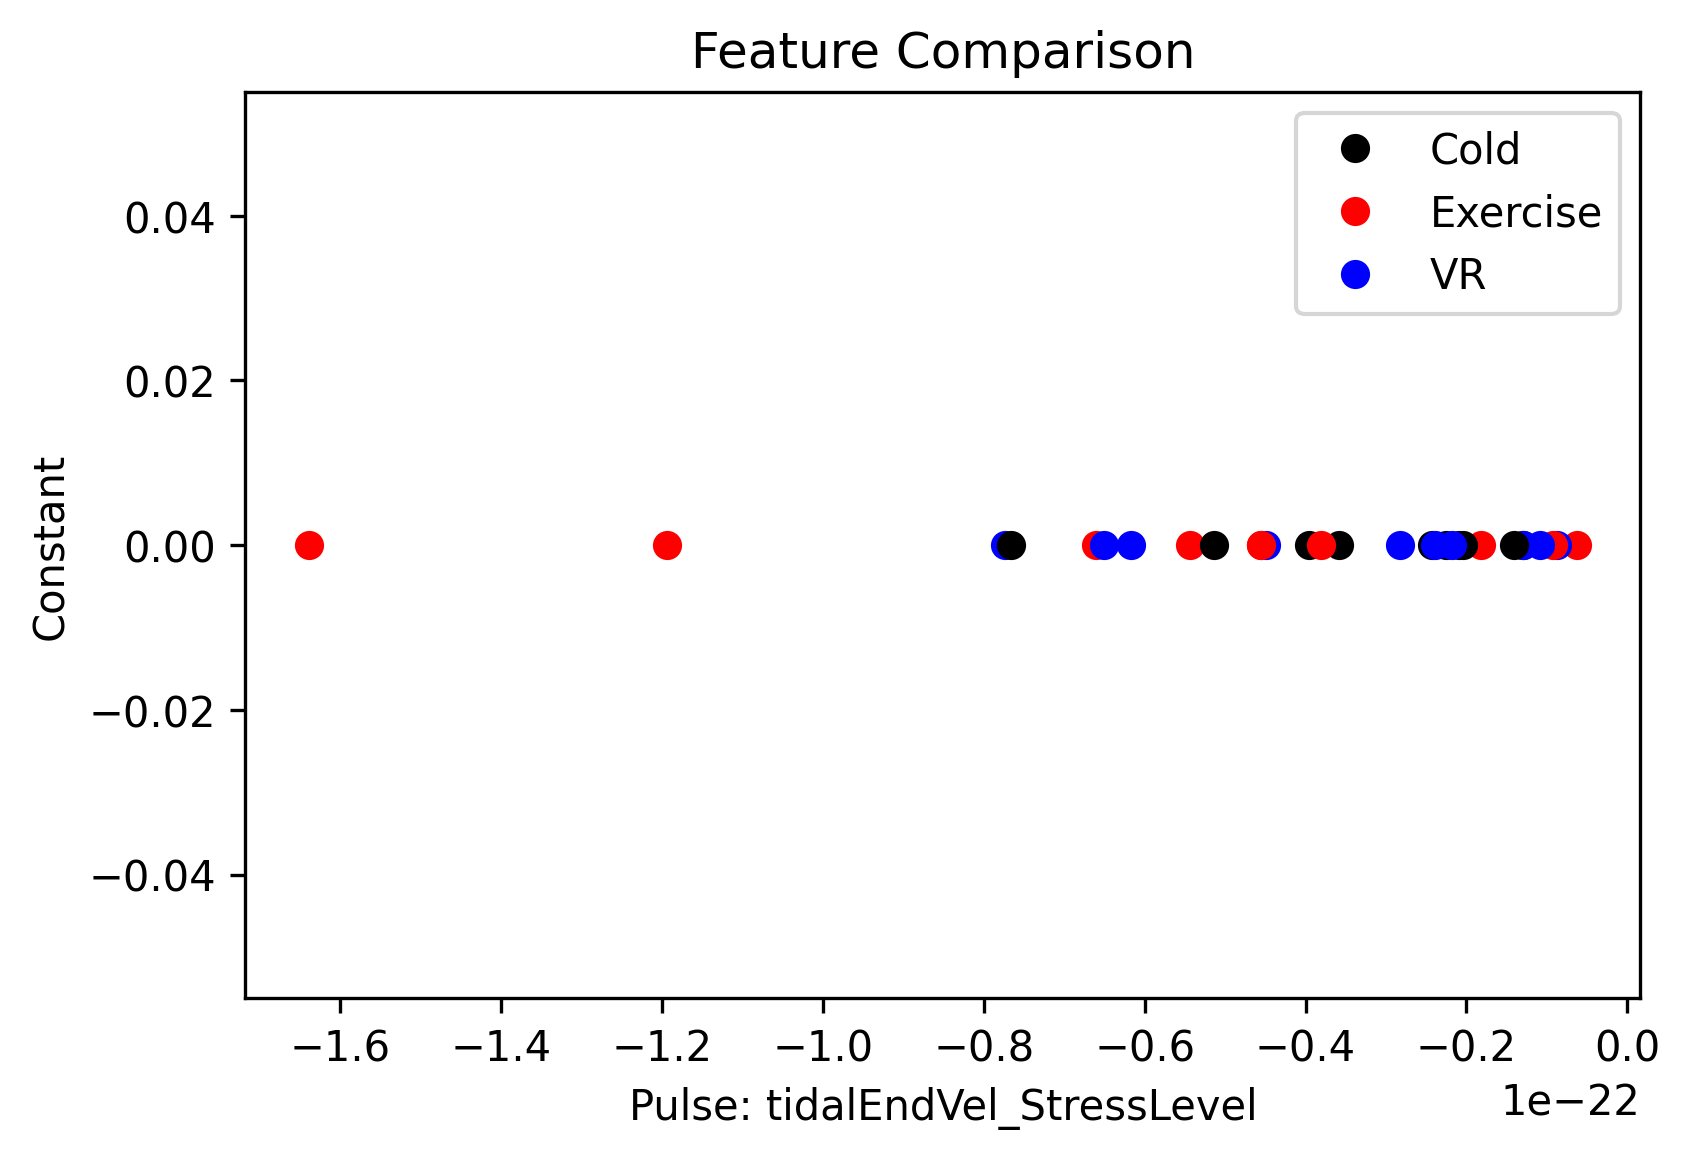 Feature Comparison
Cold
Exercise
VR
0.04
0.02
0.00
−0.02
−0.04
Constant
−1.6 −1.4 −1.2 −1.0 −0.8 −0.6 −0.4 −0.2 0.0
1e−22
Pulse: tidalEndVel_StressLevel